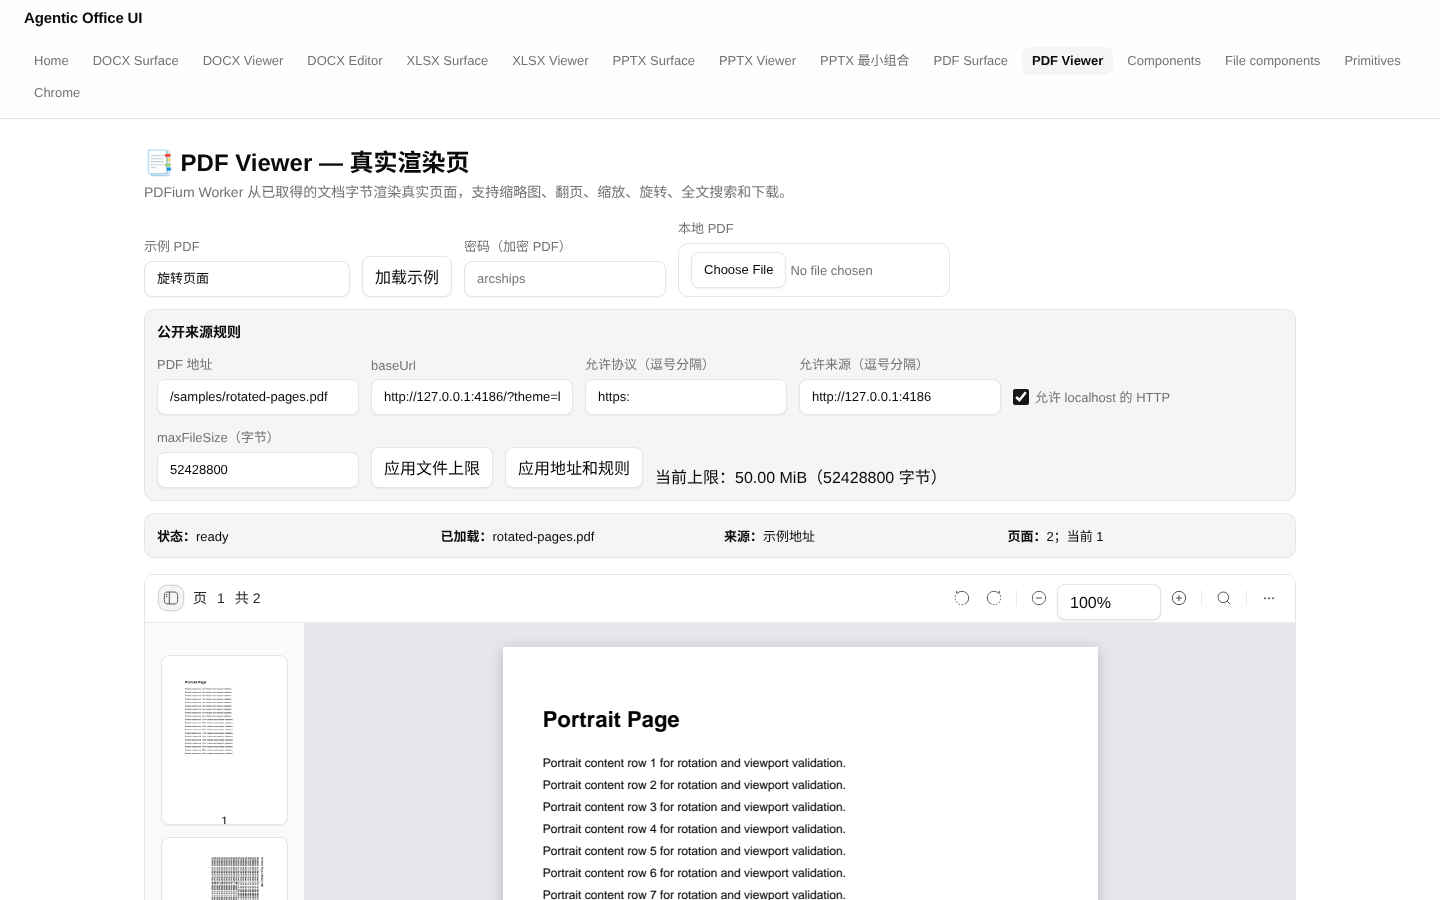 Agentic Office UI
Home DOCX Surface DOCX Viewer DOCX Editor XLSX Surface XLSX Viewer PPTX Surface PPTX Viewer PPTX 最小组合 PDF Surface PDF Viewer Components File components Primitives
Chrome
PDF Viewer — 真实渲染页
PDFium Worker 从已取得的文档字节渲染真实页面，支持缩略图、翻页、缩放、旋转、全文搜索和下载。
示例 PDF 密码（加密 PDF） 本地 PDF
旋转页面 加载示例 arcships Choose File No file chosen
公开来源规则
PDF 地址 baseUrl 允许协议（逗号分隔） 允许来源（逗号分隔）
/samples/rotated-pages.pdf http://127.0.0.1:4186/?theme=l https: http://127.0.0.1:4186 允许 localhost 的 HTTP
maxFileSize（字节）
52428800 应用文件上限 应用地址和规则 当前上限：50.00 MiB（52428800 字节）
状态：ready 已加载：rotated-pages.pdf 来源：示例地址 页面：2；当前 1
页 1 共 2 100%
Portrait Page
1
Portrait Page
Portrait content row 1 for rotation and viewport validation.
Portrait content row 2 for rotation and viewport validation.
Portrait content row 3 for rotation and viewport validation.
Portrait content row 4 for rotation and viewport validation.
Portrait content row 5 for rotation and viewport validation.
Portrait content row 6 for rotation and viewport validation.
Portrait content row 7 for rotation and viewport validation.